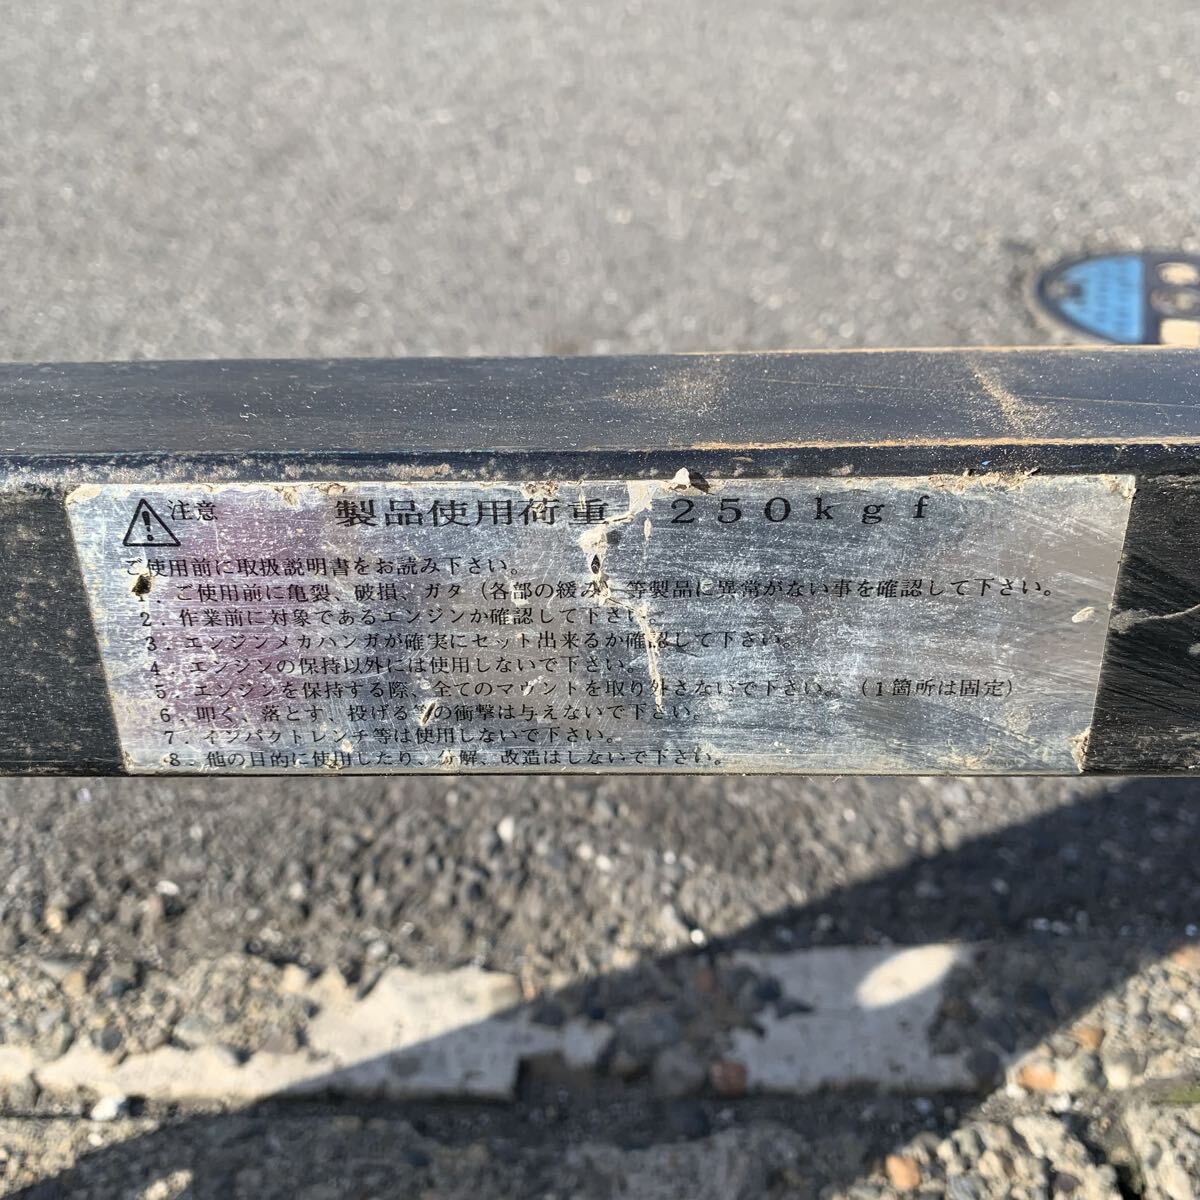 注意 製品使用荷重 250kgf
ご使用前に取扱説明書をお読み下さい。
1．ご使用前に亀裂、破損、ガタ（各部の緩み）等製品に異常がない事を確認して下さい。
2．作業前に対象であるエンジンか確認して下さい。
3．エンジンメカハンガが確実にセット出来るか確認して下さい。
4．エンジンの保持以外には使用しないで下さい。
5．エンジンを保持する際、全てのマウントを取り外さないで下さい。（1箇所は固定）
6．叩く、落とす、投げる等の衝撃は与えないで下さい。
7．インパクトレンチ等は使用しないで下さい。
8．他の目的に使用したり、分解、改造はしないで下さい。